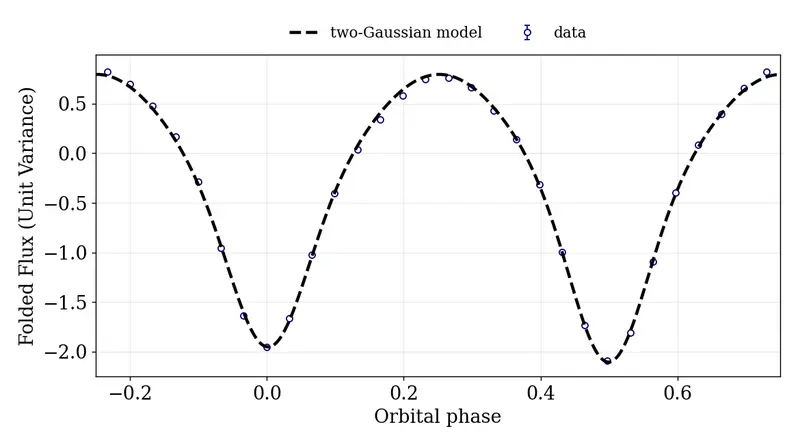 two-Gaussian model data
Folded Flux (Unit Variance)
0.5
0.0
−0.5
−1.0
−1.5
−2.0
−0.2 0.0 0.2 0.4 0.6
Orbital phase